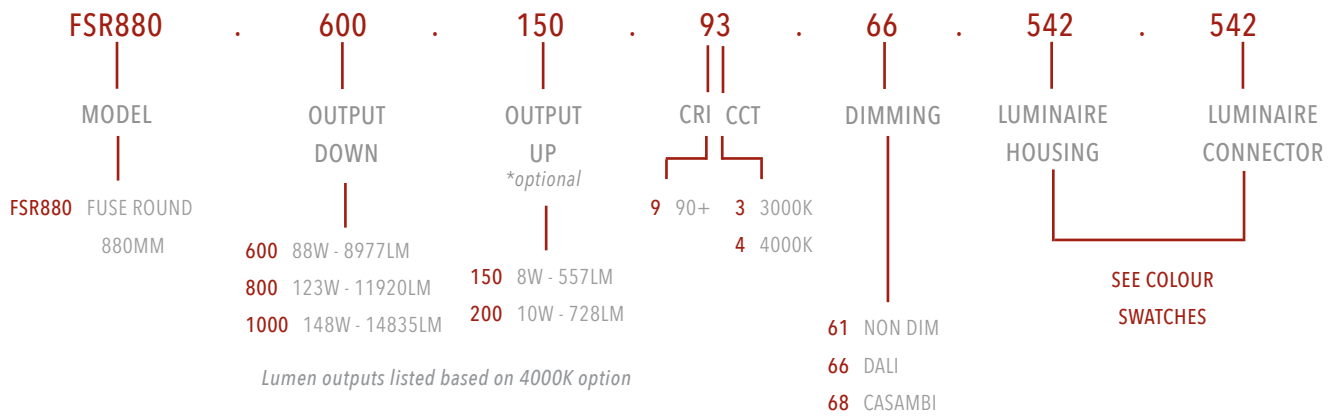 FSR880 . 600 . 150 . 93 . 66 . 542 . 542
MODEL
OUTPUT
DOWN
OUTPUT
UP
*optional
CRI CCT
DIMMING
LUMINAIRE
HOUSING
LUMINAIRE
CONNECTOR
FSR880 FUSE ROUND
880MM
600 88W - 8977LM
800 123W - 11920LM
1000 148W - 14835LM
150 8W - 557LM
200 10W - 728LM
Lumen outputs listed based on 4000K option
9 90+
3 3000K
4 4000K
61 NON DIM
66 DALI
68 CASAMBI
SEE COLOUR
SWATCHES